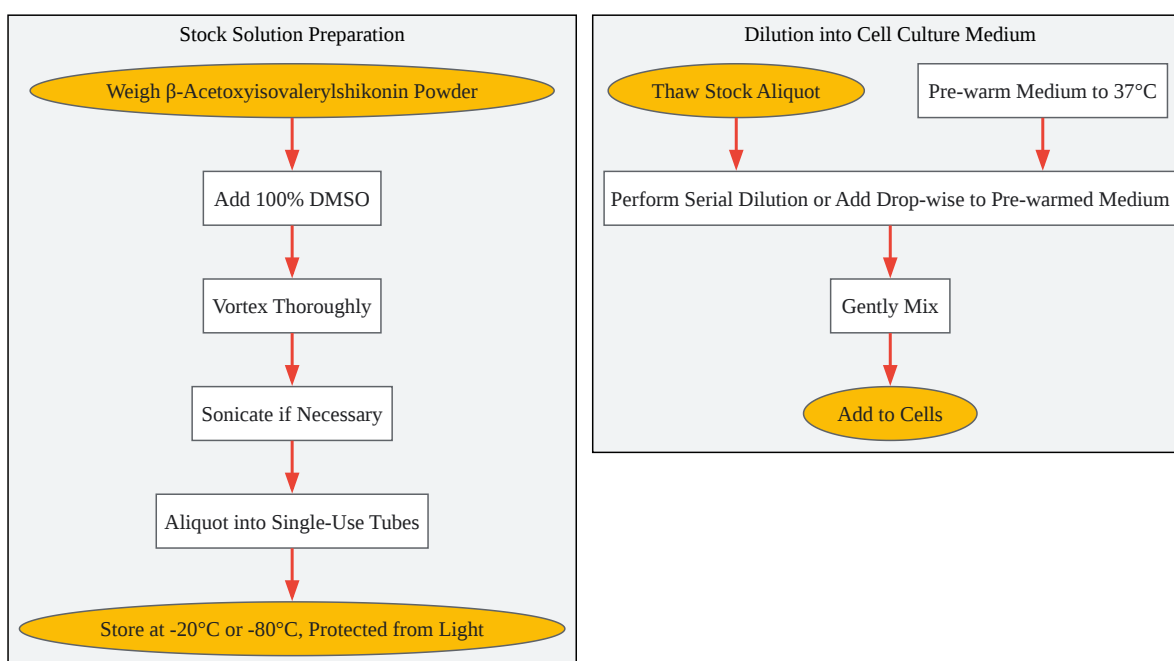 Stock Solution Preparation
Weigh β-Acetoxyisovalerylshikonin Powder
Add 100% DMSO
Vortex Thoroughly
Sonicate if Necessary
Aliquot into Single-Use Tubes
Store at -20°C or -80°C, Protected from Light
Dilution into Cell Culture Medium
Thaw Stock Aliquot
Pre-warm Medium to 37°C
Perform Serial Dilution or Add Drop-wise to Pre-warmed Medium
Gently Mix
Add to Cells